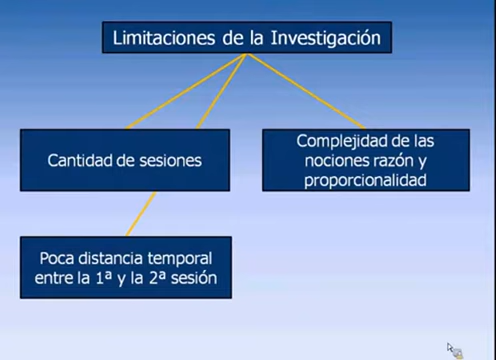 Limitaciones de la Investigación
Cantidad de sesiones
Complejidad de las
nociones razón y
proporcionalidad
Poca distancia temporal
entre la 1ª y la 2ª sesión